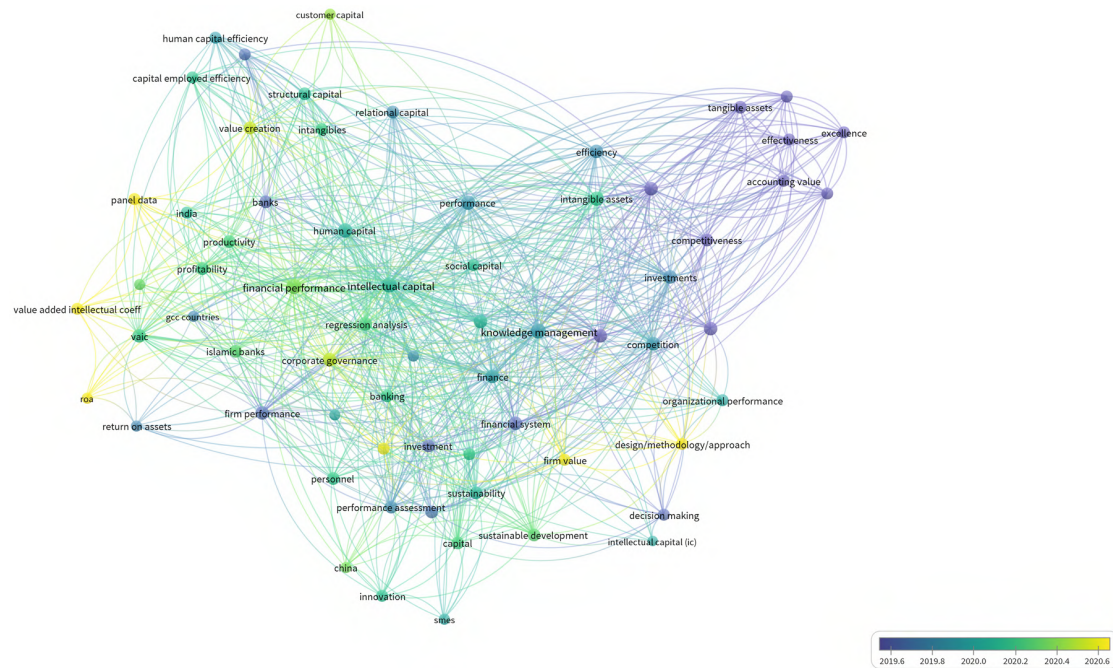 customer capital
human capital efficiency
capital employed efficiency
structural capital
tangible assets
relational capital
value creation
intangibles
excellence
effectiveness
efficiency
accounting value
panel data
banks
performance
intangible assets
india
human capital
productivity
competitiveness
profitability
social capital
investments
financial performance
intellectual capital
value added intellectual coeff
gcc countries
regression analysis
knowledge management
vaic
competition
islamic banks
corporate governance
finance
roa
banking
organizational performance
firm performance
return on assets
financial system
investment
design/methodology/approach
firm value
personnel
sustainability
performance assessment
decision making
sustainable development
capital
intellectual capital (ic)
china
innovation
smes
2019.6 2019.8 2020.0 2020.2 2020.4 2020.6